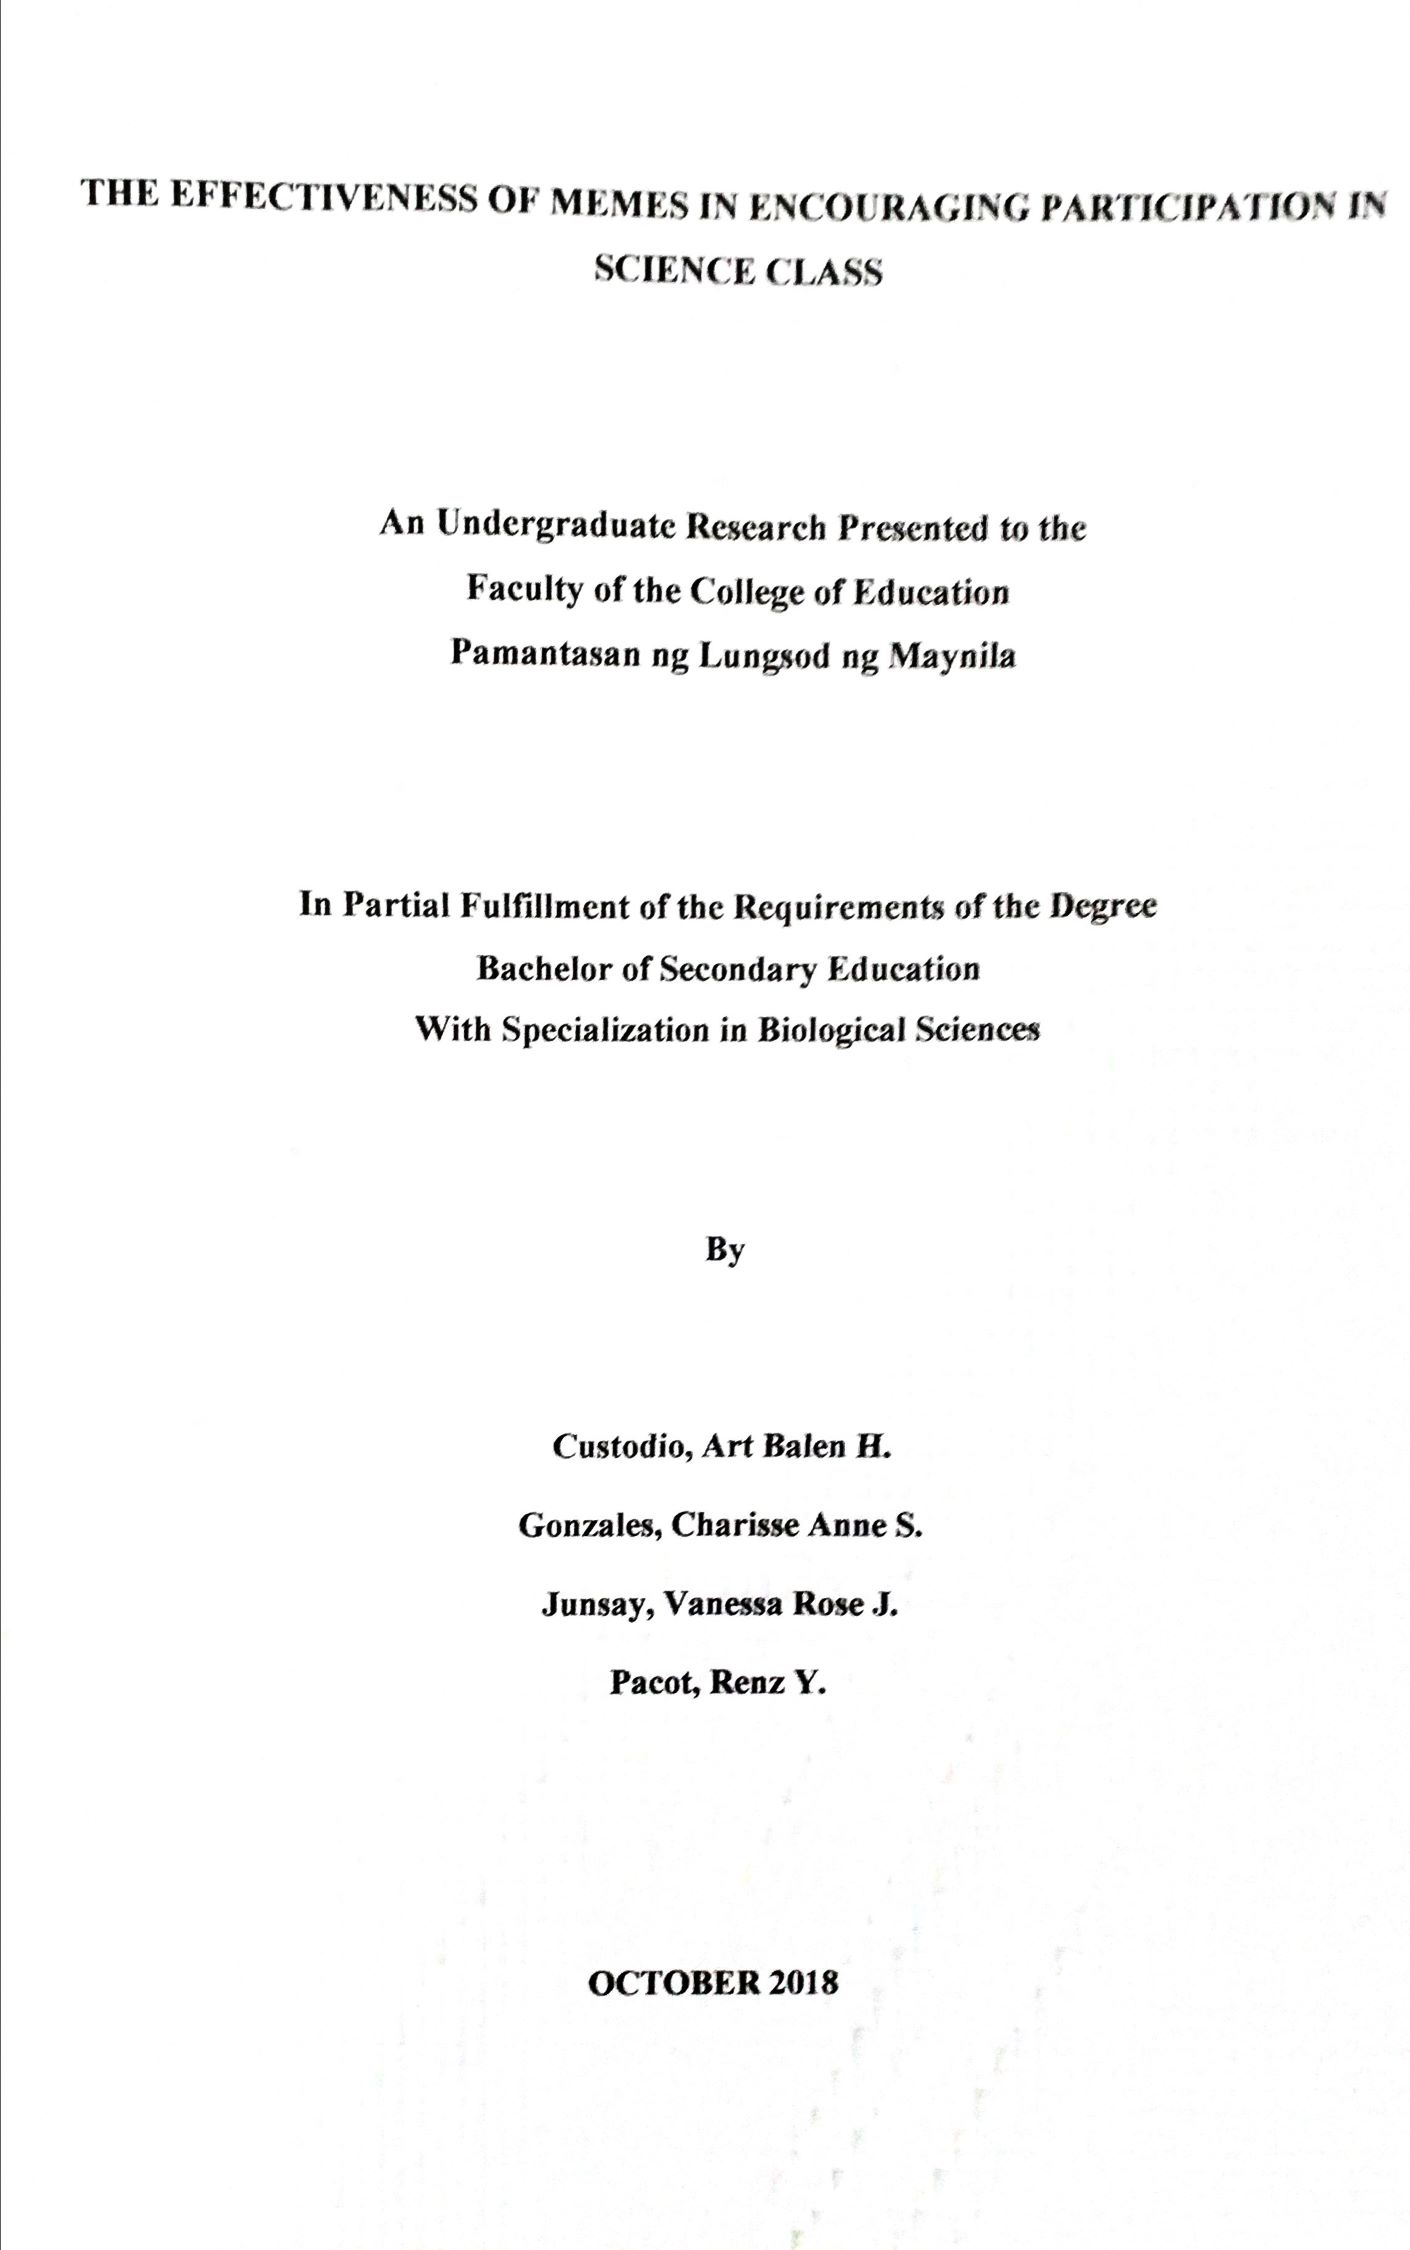 THE EFFECTIVENESS OF MEMES IN ENCOURAGING PARTICIPATION IN
SCIENCE CLASS
An Undergraduate Research Presented to the
Faculty of the College of Education
Pamantasan ng Lungsod ng Maynila
In Partial Fulfillment of the Requirements of the Degree
Bachelor of Secondary Education
With Specialization in Biological Sciences
By
Custodio, Art Balen H.
Gonzales, Charisse Anne S.
Junsay, Vanessa Rose J.
Pacot, Renz Y.
OCTOBER 2018